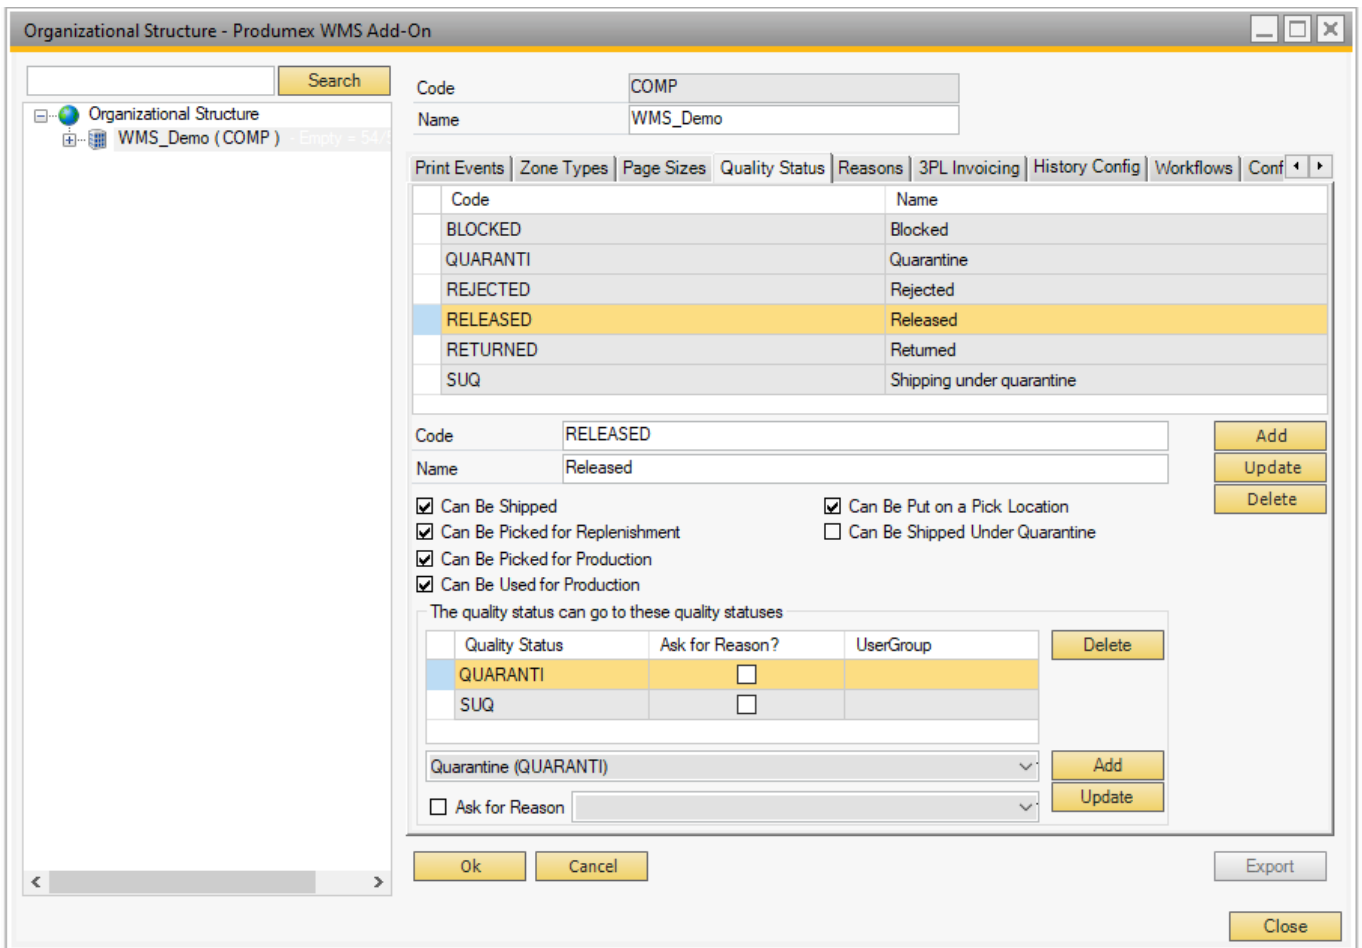 Organizational Structure - Produmex WMS Add-On
Search
Organizational Structure
WMS_Demo ( COMP ) - Empty = 54/
Code COMP
Name WMS_Demo
Print Events Zone Types Page Sizes Quality Status Reasons 3PL Invoicing History Config Workflows Conf
Code Name
BLOCKED Blocked
QUARANTI Quarantine
REJECTED Rejected
RELEASED Released
RETURNED Returned
SUQ Shipping under quarantine
Code RELEASED Add
Name Released Update
Delete
Can Be Shipped Can Be Put on a Pick Location
Can Be Picked for Replenishment Can Be Shipped Under Quarantine
Can Be Picked for Production
Can Be Used for Production
The quality status can go to these quality statuses
Quality Status Ask for Reason? UserGroup Delete
QUARANTI
SUQ
Quarantine (QUARANTI) Add
Ask for Reason Update
Ok Cancel Export
Close